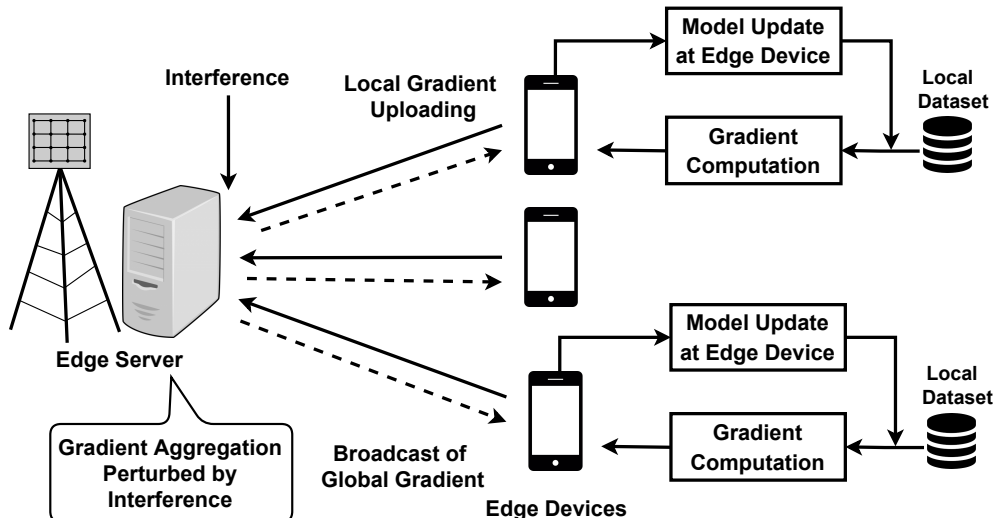 Model Update
at Edge Device
Interference
Local Gradient
Uploading
Local
Dataset
Gradient
Computation
Edge Server
Model Update
at Edge Device
Local
Dataset
Gradient Aggregation
Perturbed by
Interference
Broadcast of
Global Gradient
Gradient
Computation
Edge Devices